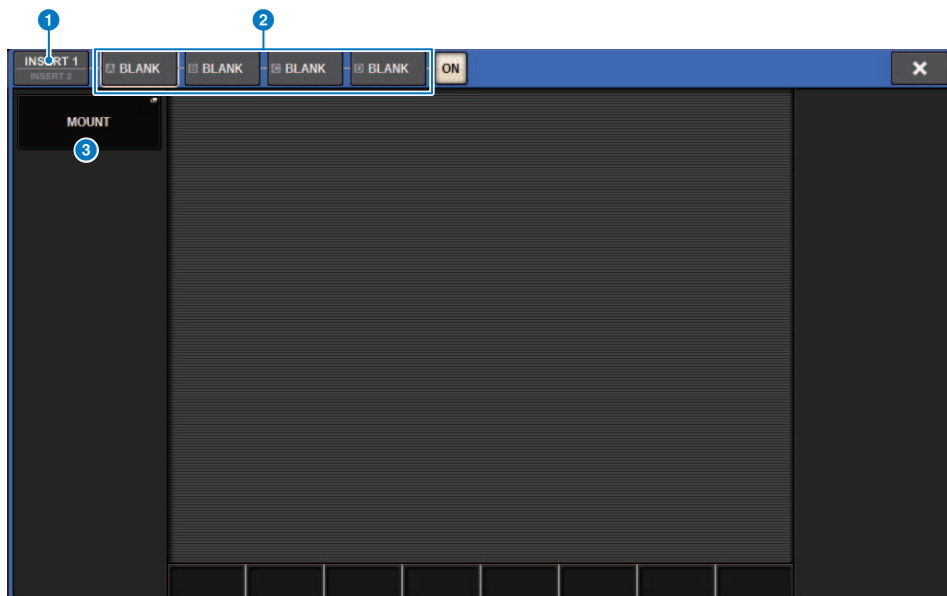 1 2
INSERT 1 A BLANK B BLANK C BLANK D BLANK ON
INSERT 2
MOUNT
3